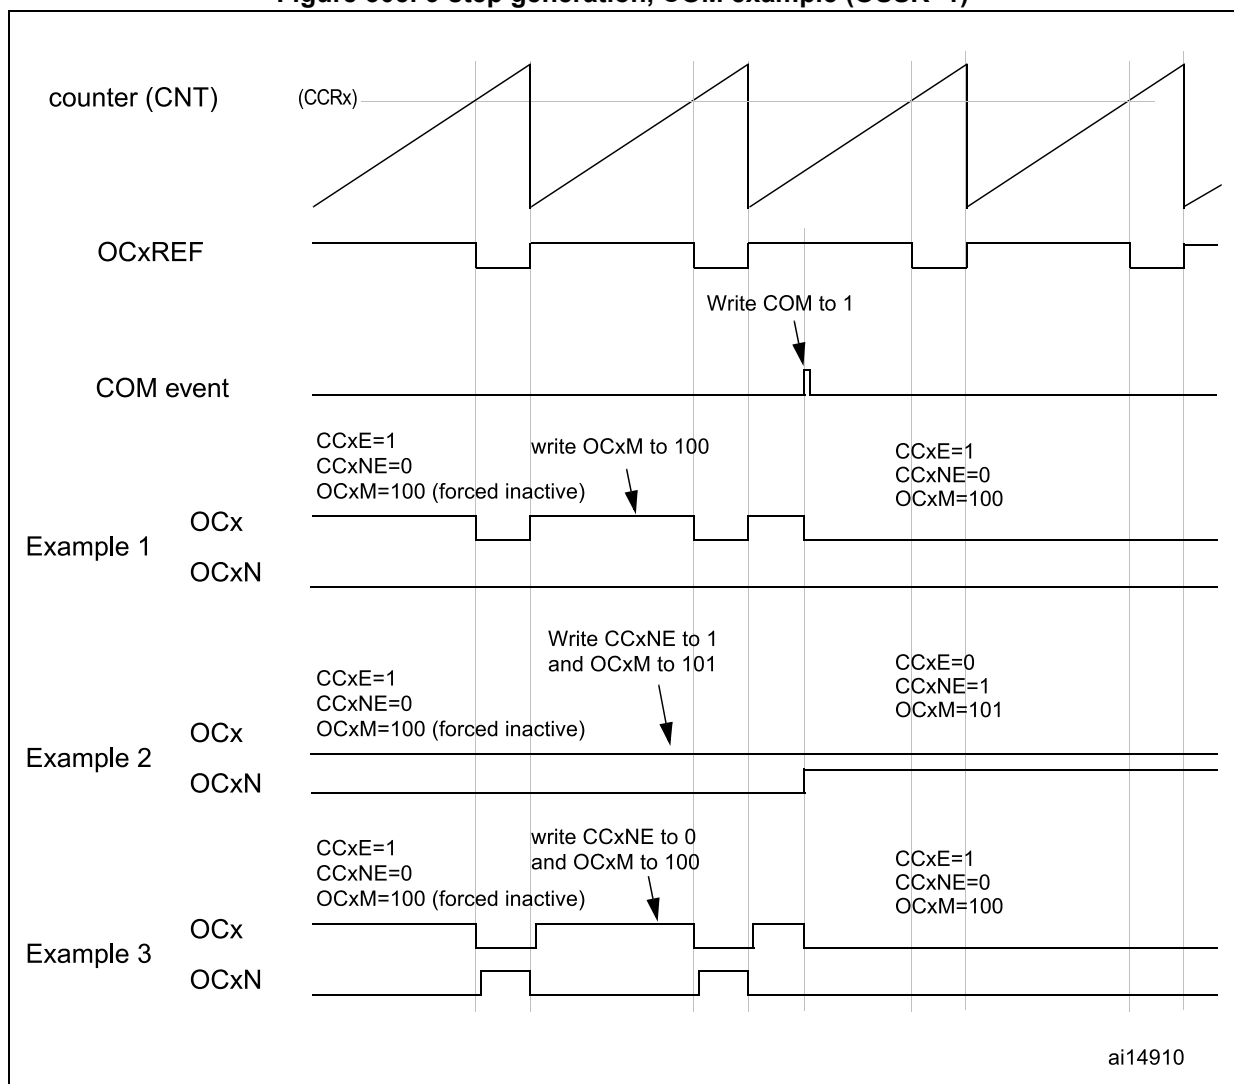 Figure generation, COM example
counter (CNT)
(CCRx)
OCxREF
Write COM to 1
COM event
CCxE=1
CCxNE=0
OCxM=100 (forced inactive)
write OCxM to 100
CCxE=1
CCxNE=0
OCxM=100
Example 1
OCx
OCxN
Write CCxNE to 1
and OCxM to 101
CCxE=1
CCxNE=0
OCxM=100 (forced inactive)
CCxE=0
CCxNE=1
OCxM=101
Example 2
OCx
OCxN
write CCxNE to 0
and OCxM to 100
CCxE=1
CCxNE=0
OCxM=100 (forced inactive)
CCxE=1
CCxNE=0
OCxM=100
Example 3
OCx
OCxN
ai14910